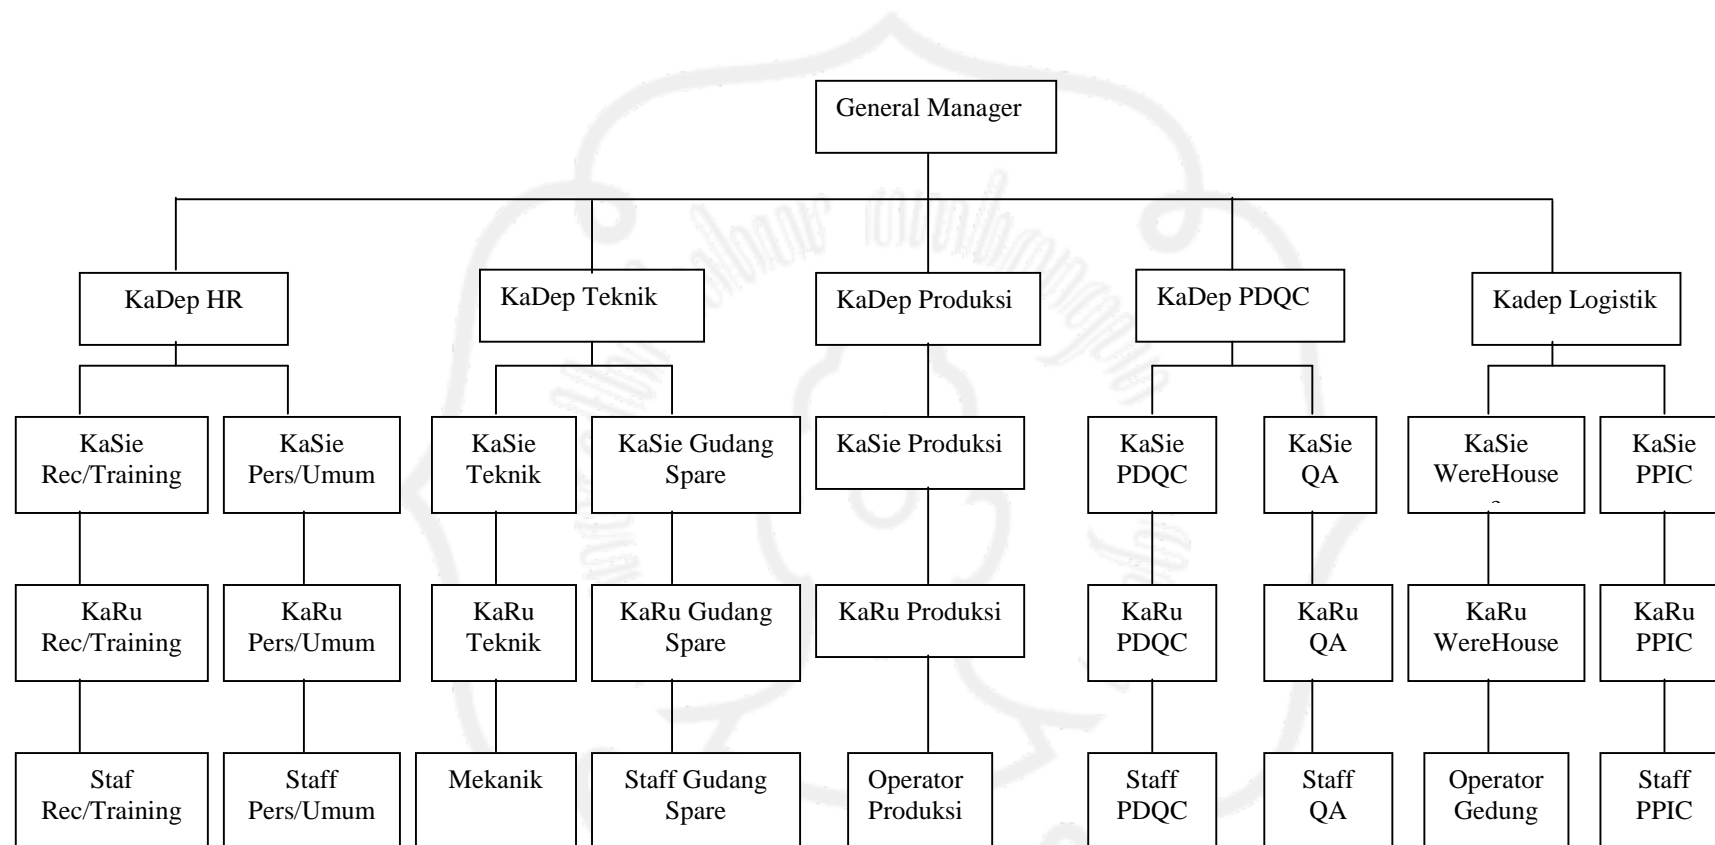 General Manager
KaDep HR
KaDep Teknik
KaDep Produksi
KaDep PDQC
Kadep Logistik
KaSie
Rec/Training
KaSie
Pers/Umum
KaSie
Teknik
KaSie Gudang
Spare
KaSie Produksi
KaSie
PDQC
KaSie
QA
KaSie
WereHouse
KaSie
PPIC
KaRu
Rec/Training
KaRu
Pers/Umum
KaRu
Teknik
KaRu Gudang
Spare
KaRu Produksi
KaRu
PDQC
KaRu
QA
KaRu
WereHouse
KaRu
PPIC
Staf
Rec/Training
Staff
Pers/Umum
Mekanik
Staff Gudang
Spare
Operator
Produksi
Staff
PDQC
Staff
QA
Operator
Gedung
Staff
PPIC